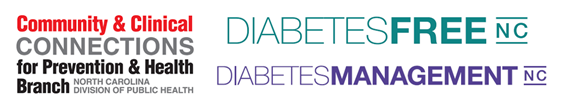 Community & Clinical
CONNECTIONS
for Prevention & Health
Branch NORTH CAROLINA
DIVISION OF PUBLIC HEALTH
DIABETESFREE NC
DIABETESMANAGEMENT NC